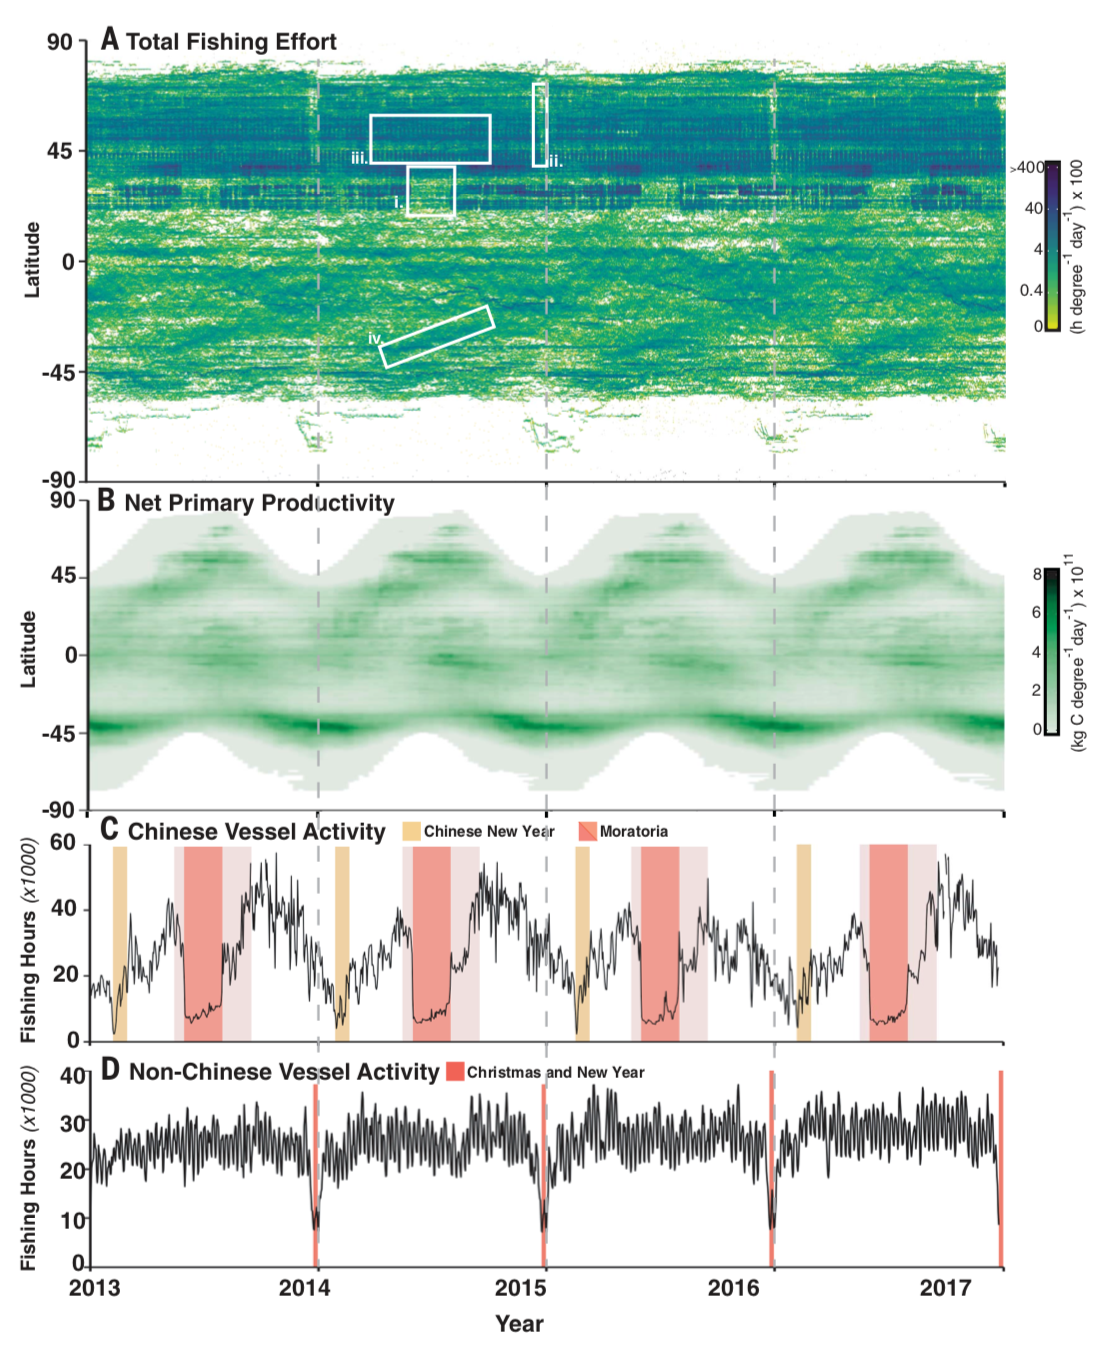 A Total Fishing Effort
90
45
0
-45
-90
Latitude
iii.
ii.
i.
iv.
>400
40
4
0.4
0
(h degree-1 day-1) x 100
B Net Primary Productivity
90
45
0
-45
-90
Latitude
8
6
4
2
0
(kg C degree-1day-1) x 1011
C Chinese Vessel Activity
Chinese New Year
Moratoria
60
40
20
0
Fishing Hours (x1000)
D Non-Chinese Vessel Activity
Christmas and New Year
40
30
20
10
0
Fishing Hours (x1000)
2013 2014 2015 2016 2017
Year